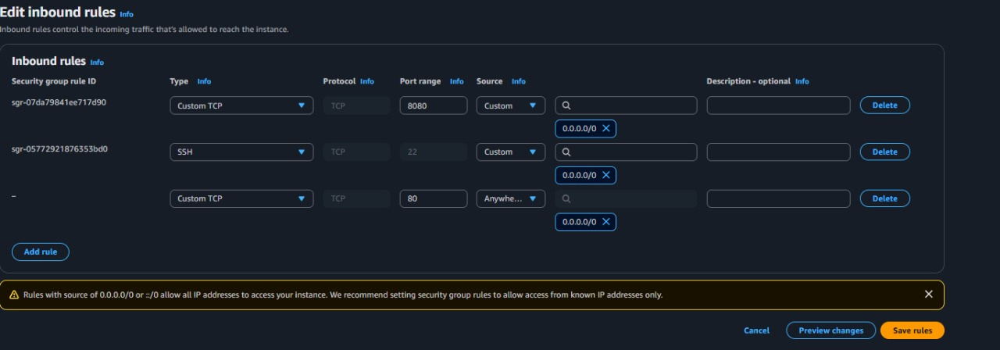 Edit inbound rules Info
Inbound rules control the incoming traffic that's allowed to reach the instance.
Inbound rules Info
Security group rule ID Type Info Protocol Info Port range Info Source Info Description - optional Info
sgr-07da79841ee717d90 Custom TCP TCP 8080 Custom Delete
0.0.0.0/0
sgr-05772921876353bd0 SSH TCP 22 Custom Delete
0.0.0.0/0
– Custom TCP TCP 80 Anywhe... Delete
0.0.0.0/0
Add rule
Rules with source of 0.0.0.0/0 or ::/0 allow all IP addresses to access your instance. We recommend setting security group rules to allow access from known IP addresses only.
Cancel Preview changes Save rules